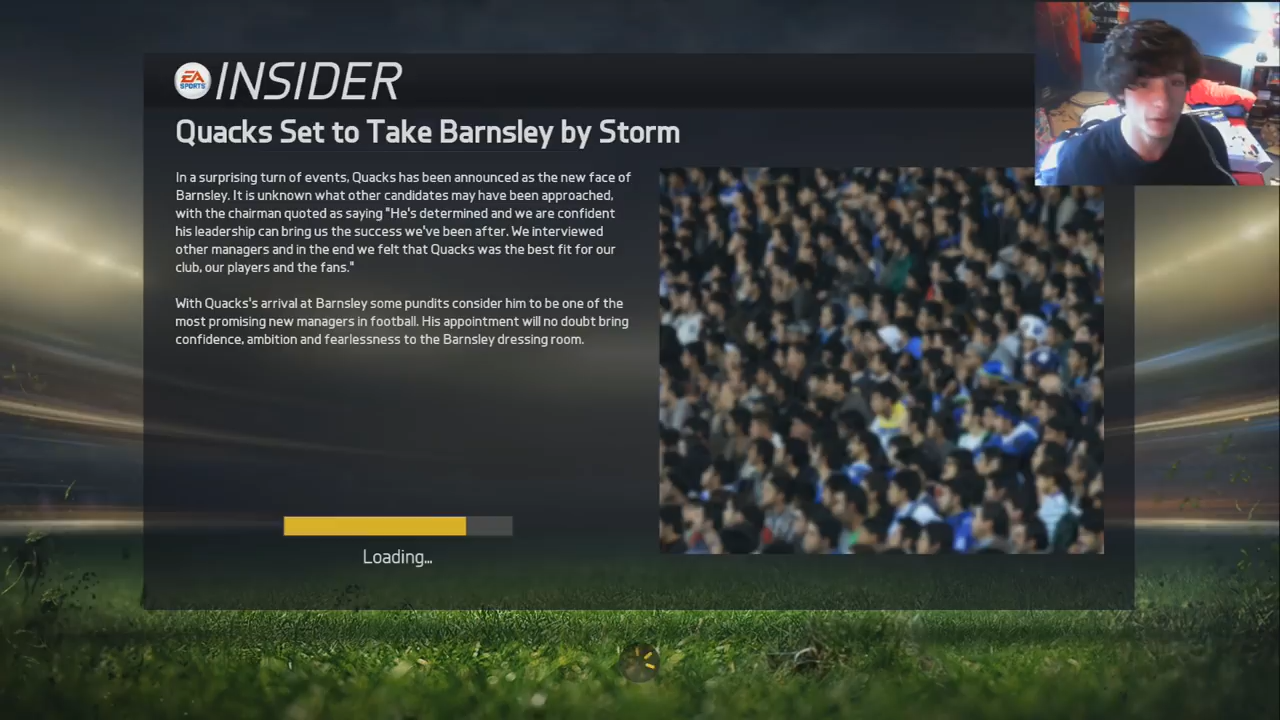 EA SPORTS INSIDER
Quacks Set to Take Barnsley by Storm
In a surprising turn of events, Quacks has been announced as the new face of
Barnsley. It is unknown what other candidates may have been approached,
with the chairman quoted as saying "He's determined and we are confident
his leadership can bring us the success we've been after. We interviewed
other managers and in the end we felt that Quacks was the best fit for our
club, our players and the fans."
With Quacks's arrival at Barnsley some pundits consider him to be one of the
most promising new managers in football. His appointment will no doubt bring
confidence, ambition and fearlessness to the Barnsley dressing room.
Loading...